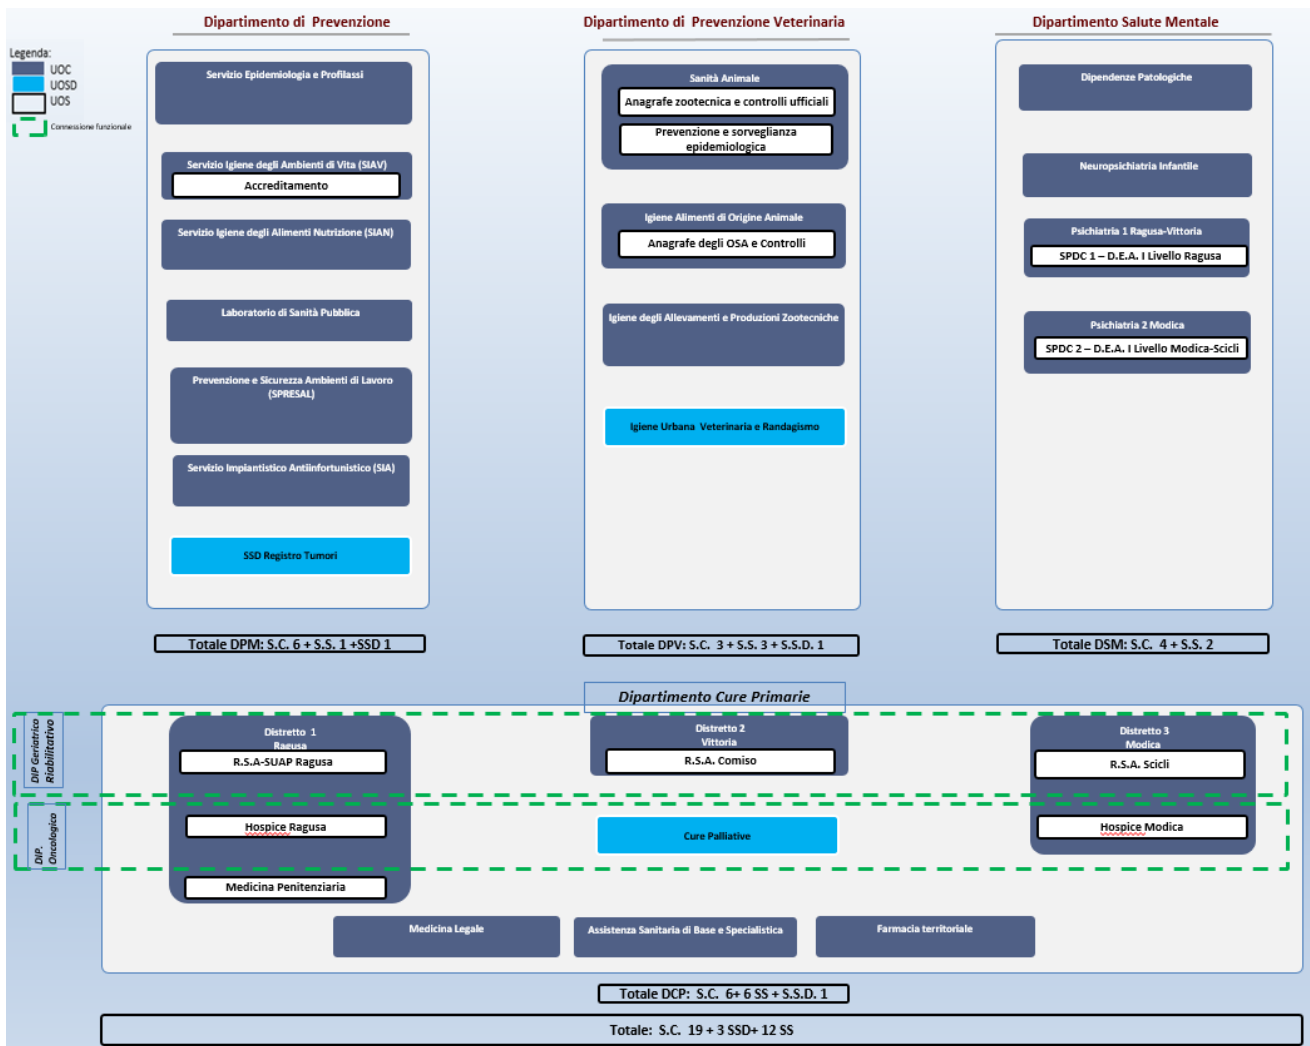 Dipartimento di Prevenzione
Dipartimento di Prevenzione Veterinaria
Dipartimento Salute Mentale
Legenda:
UOC
UOSD
UOS
Connessione funzionale
Servizio Epidemiologia e Profilassi
Servizio Igiene degli Ambienti di Vita (SIAV)
Accreditamento
Servizio Igiene degli Alimenti Nutrizione (SIAN)
Laboratorio di Sanità Pubblica
Prevenzione e Sicurezza Ambienti di Lavoro
(SPRESAL)
Servizio Impiantistico Antiinfortunistico (SIA)
SSD Registro Tumori
Totale DPM: S.C. 6 + S.S. 1 +SSD 1
Sanità Animale
Anagrafe zootecnica e controlli ufficiali
Prevenzione e sorveglianza
epidemiologica
Igiene Alimenti di Origine Animale
Anagrafe degli OSA e Controlli
Igiene degli Allevamenti e Produzioni Zootecniche
Igiene Urbana Veterinaria e Randagismo
Totale DPV: S.C. 3 + S.S. 3 + S.S.D. 1
Dipendenze Patologiche
Neuropsichiatria Infantile
Psichiatria 1 Ragusa-Vittoria
SPDC 1 – D.E.A. I Livello Ragusa
Psichiatria 2 Modica
SPDC 2 – D.E.A. I Livello Modica-Scicli
Totale DSM: S.C. 4 + S.S. 2
Dipartimento Cure Primarie
DIP Geriatrico
Riabilitativo
Distretto 1
Ragusa
R.S.A-SUAP Ragusa
Distretto 2
Vittoria
R.S.A. Comiso
Distretto 3
Modica
R.S.A. Scicli
DIP.
Oncologico
Hospice Ragusa
Cure Palliative
Hospice Modica
Medicina Penitenziaria
Medicina Legale
Assistenza Sanitaria di Base e Specialistica
Farmacia territoriale
Totale DCP: S.C. 6+ 6 SS + S.S.D. 1
Totale: S.C. 19 + 3 SSD+ 12 SS